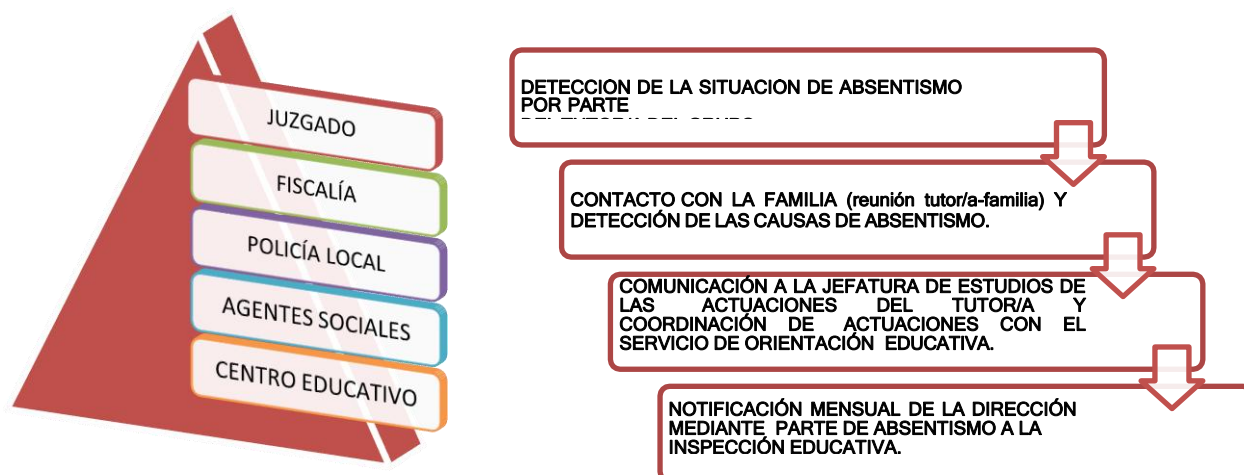 JUZGADO
FISCALÍA
POLICÍA LOCAL
AGENTES SOCIALES
CENTRO EDUCATIVO
DETECCION DE LA SITUACION DE ABSENTISMO
POR PARTE
CONTACTO CON LA FAMILIA (reunión tutor/a-familia) Y
DETECCIÓN DE LAS CAUSAS DE ABSENTISMO.
COMUNICACIÓN A LA JEFATURA DE ESTUDIOS DE
LAS ACTUACIONES DEL TUTOR/A Y
COORDINACIÓN DE ACTUACIONES CON EL
SERVICIO DE ORIENTACIÓN EDUCATIVA.
NOTIFICACIÓN MENSUAL DE LA DIRECCIÓN
MEDIANTE PARTE DE ABSENTISMO A LA
INSPECCIÓN EDUCATIVA.